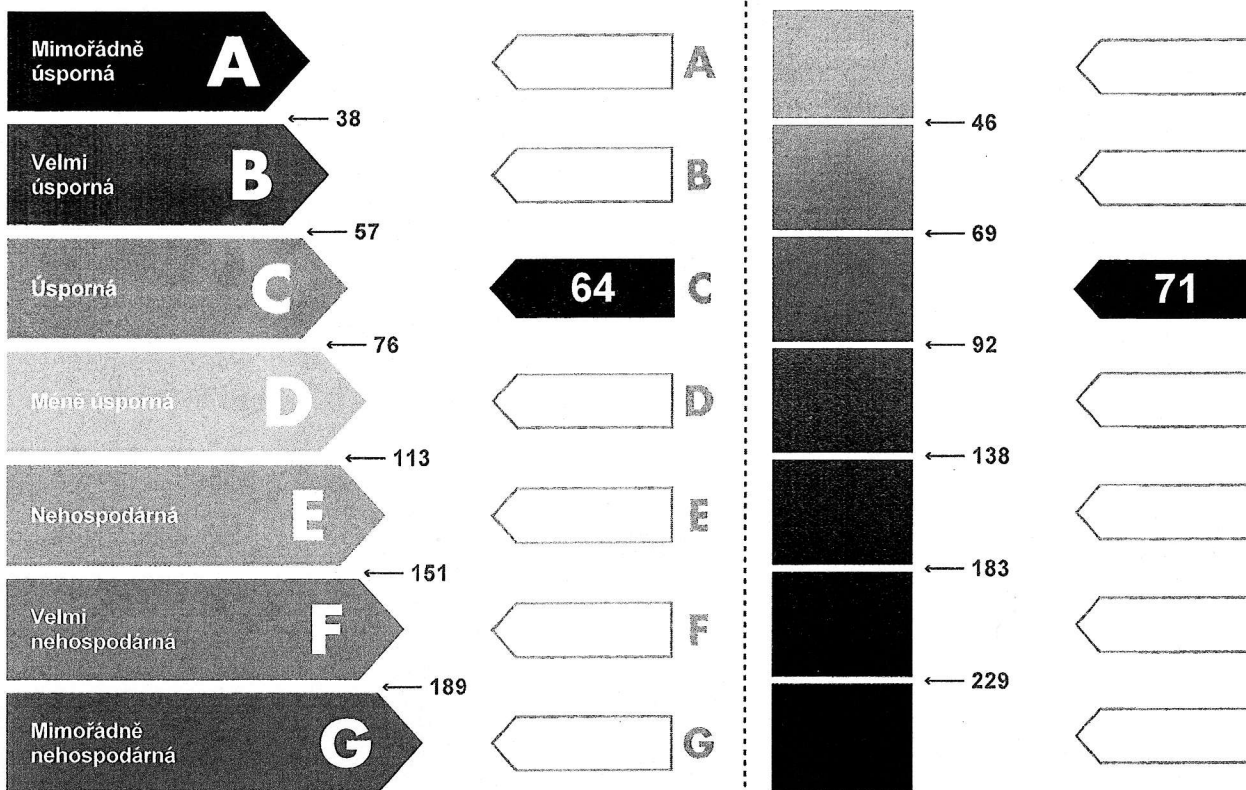 Mimořádně
úsporná
A
A
38
46
Velmi
úsporná
B
B
57
69
Úsporná
C
64
C
71
76
92
Méně úsporná
D
D
113
138
Nehospodárná
E
E
151
183
Velmi
nehospodárná
F
F
189
229
Mimořádně
nehospodárná
G
G